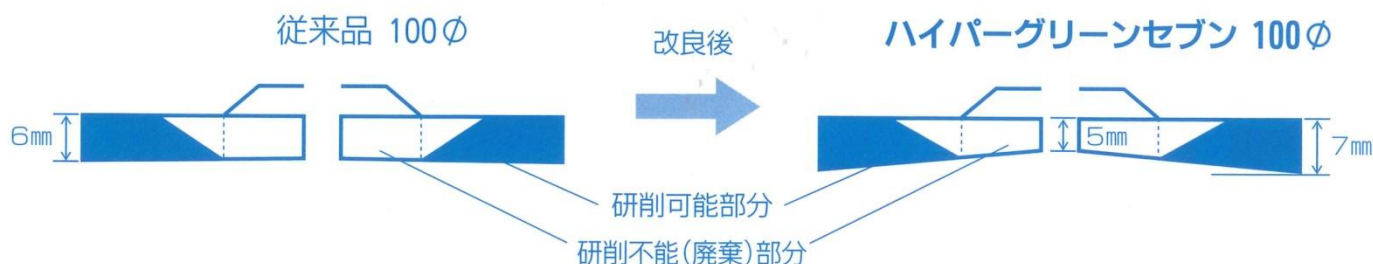 従来品 100φ
改良後
ハイパーグリーンセブン 100φ
6mm
5mm
7mm
研削可能部分
研削不能(廃棄)部分